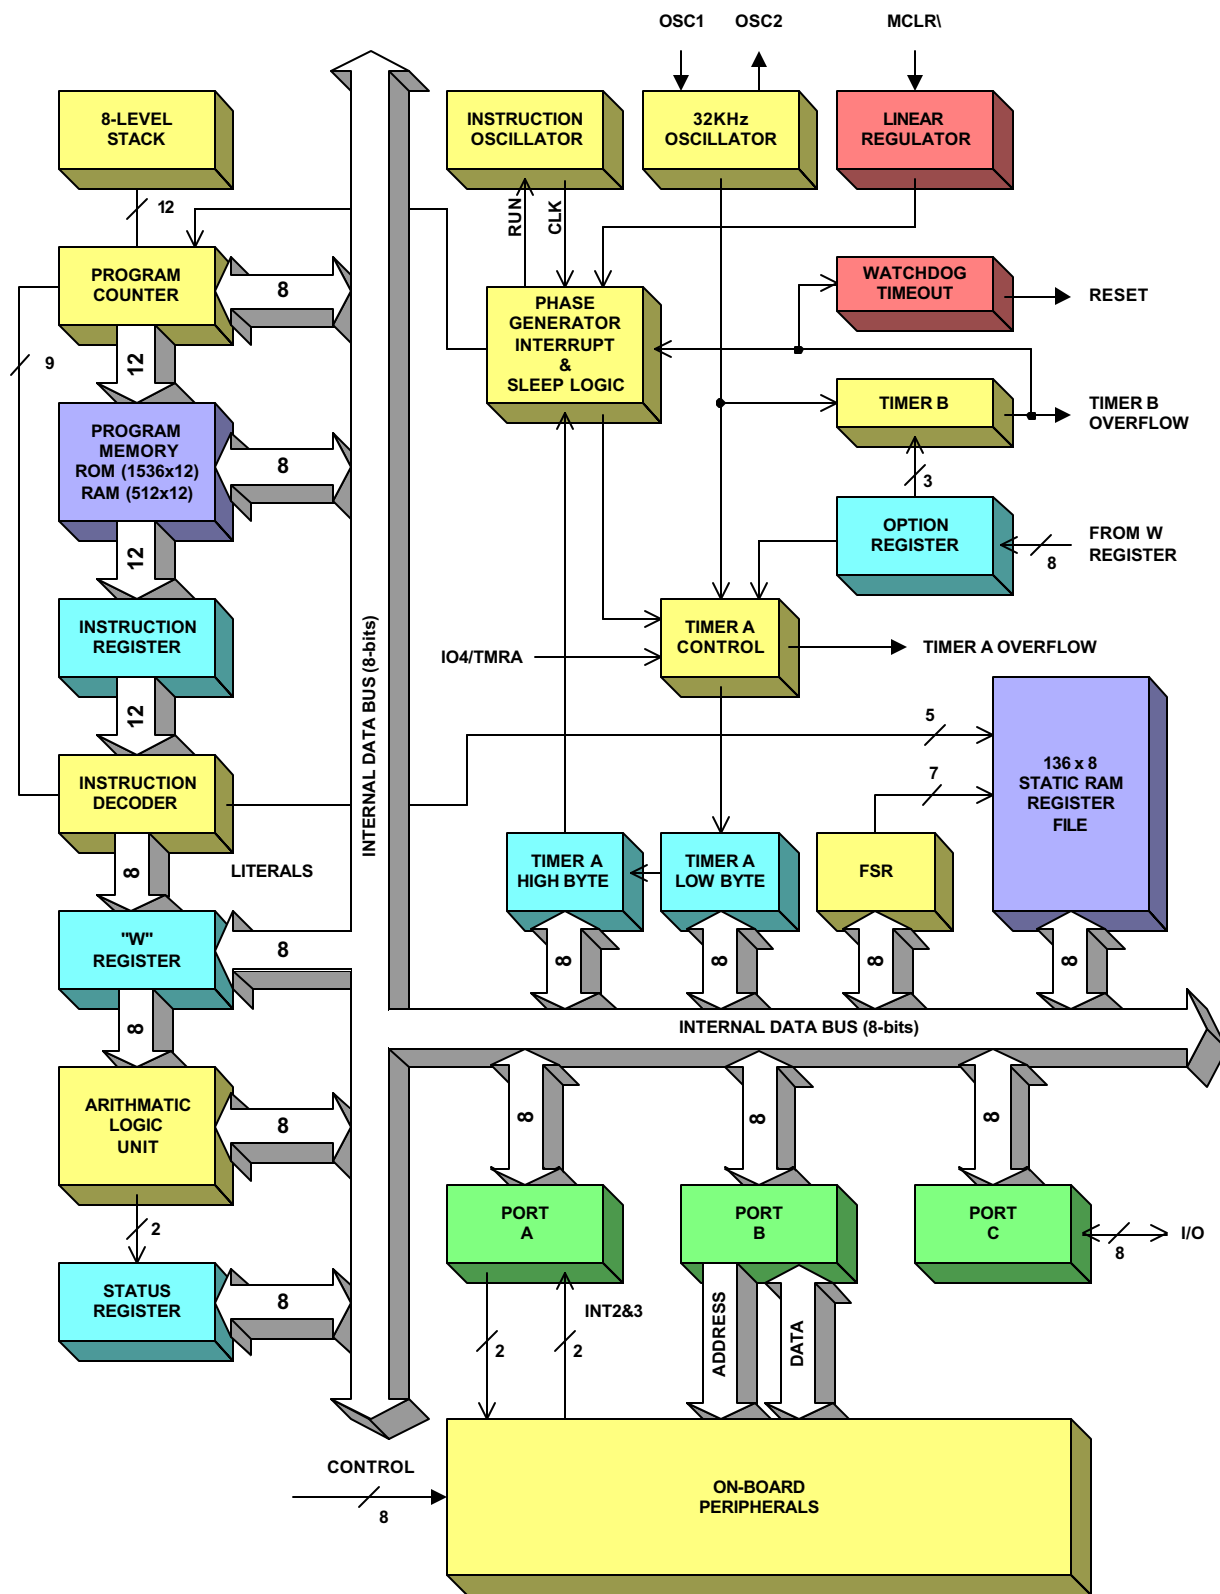 OSC1
OSC2
MCLR\
8-LEVEL
STACK
INSTRUCTION
OSCILLATOR
32KHz
OSCILLATOR
LINEAR
REGULATOR
12
RUN
CLK
PROGRAM
COUNTER
8
PHASE
GENERATOR
INTERRUPT
&
SLEEP LOGIC
WATCHDOG
TIMEOUT
RESET
9
12
TIMER B
TIMER B
OVERFLOW
PROGRAM
MEMORY
ROM (1536x12)
RAM (512x12)
8
3
OPTION
REGISTER
FROM W
REGISTER
8
12
INSTRUCTION
REGISTER
TIMER A
CONTROL
IO4/TMRA
TIMER A OVERFLOW
INTERNAL DATA BUS (8-bits)
12
5
7
136 x 8
STATIC RAM
REGISTER
FILE
INSTRUCTION
DECODER
8
LITERALS
TIMER A
HIGH BYTE
TIMER A
LOW BYTE
FSR
"W"
REGISTER
8
8
8
8
8
8
INTERNAL DATA BUS (8-bits)
ARITHMATIC
LOGIC
UNIT
8
8
8
8
2
PORT
A
PORT
B
PORT
C
8
I/O
STATUS
REGISTER
8
INT2&3
2
2
ADDRESS
DATA
CONTROL
8
ON-BOARD
PERIPHERALS